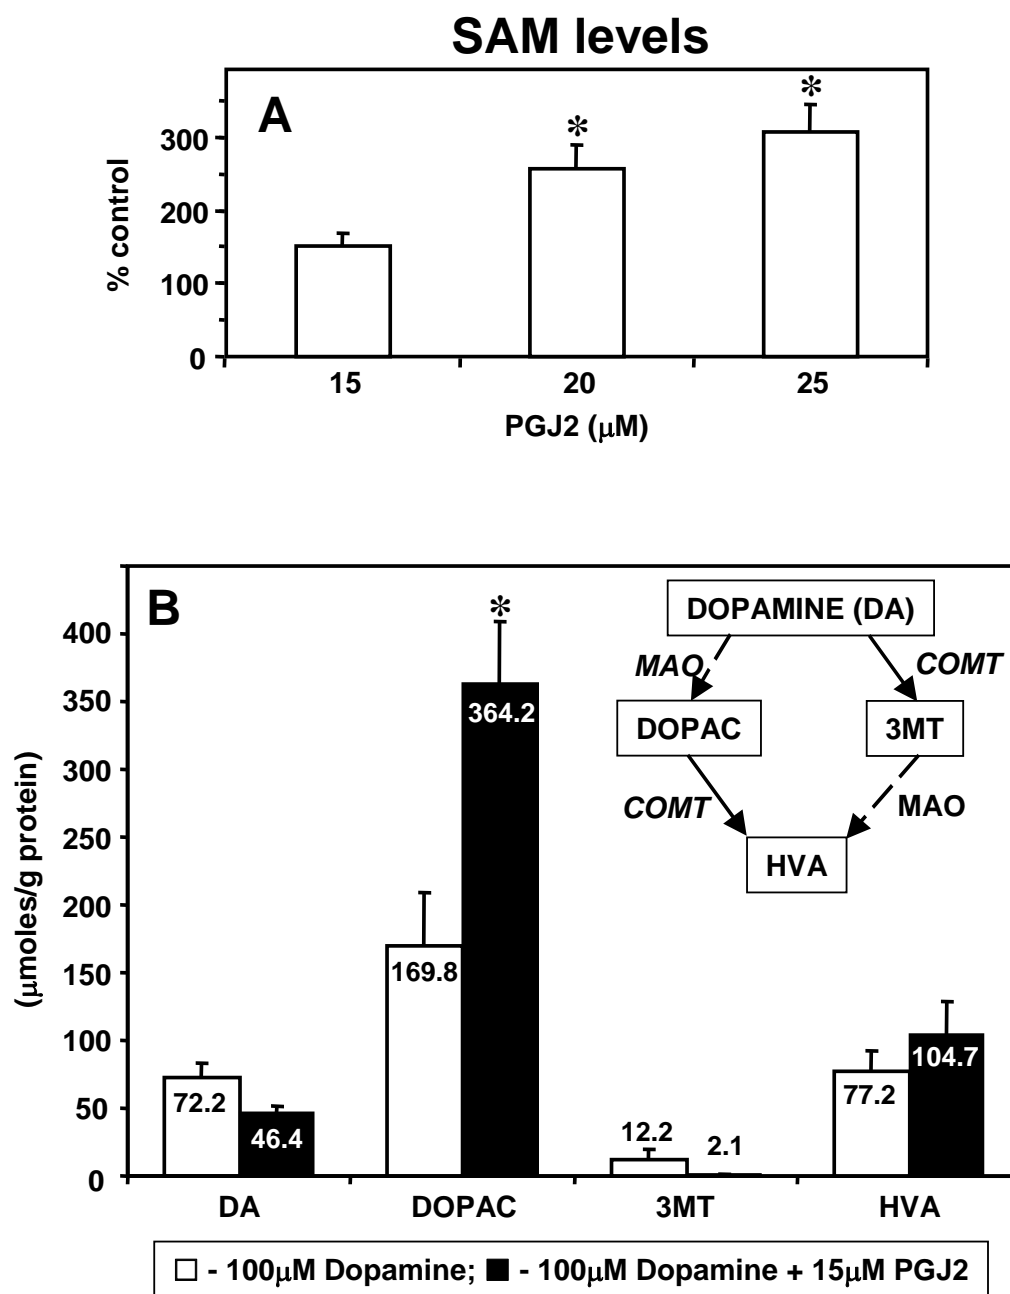 SAM levels
A
*
*
% control
300
200
100
0
15 20 25
PGJ2 (μM)
B
*
(μmoles/g protein)
400
350
300
250
200
150
100
50
0
72.2
46.4
169.8
364.2
12.2
2.1
77.2
104.7
DOPAMINE (DA)
MAO
COMT
DOPAC
3MT
COMT
MAO
HVA
DA DOPAC 3MT HVA
- 100μM Dopamine; - 100μM Dopamine + 15μM PGJ2